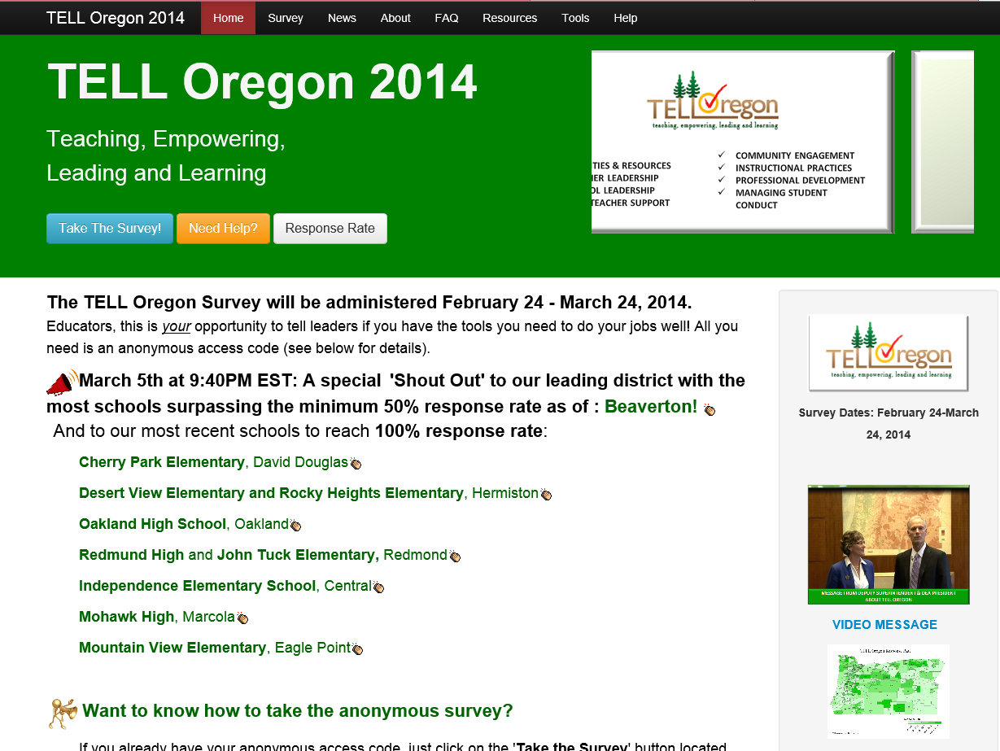 TELL Oregon 2014 Home Survey News About FAQ Resources Tools Help
TELL Oregon 2014
Teaching, Empowering,
Leading and Learning
Take The Survey! Need Help? Response Rate
TELL Oregon
teaching, empowering, leading and learning
TIES & RESOURCES
ER LEADERSHIP
OL LEADERSHIP
TEACHER SUPPORT
✓ COMMUNITY ENGAGEMENT
✓ INSTRUCTIONAL PRACTICES
✓ PROFESSIONAL DEVELOPMENT
✓ MANAGING STUDENT
CONDUCT
The TELL Oregon Survey will be administered February 24 - March 24, 2014.
Educators, this is your opportunity to tell leaders if you have the tools you need to do your jobs well! All you
need is an anonymous access code (see below for details).
March 5th at 9:40PM EST: A special 'Shout Out' to our leading district with the
most schools surpassing the minimum 50% response rate as of : Beaverton!
And to our most recent schools to reach 100% response rate:
Cherry Park Elementary, David Douglas
Desert View Elementary and Rocky Heights Elementary, Hermiston
Oakland High School, Oakland
Redmund High and John Tuck Elementary, Redmond
Independence Elementary School, Central
Mohawk High, Marcola
Mountain View Elementary, Eagle Point
Want to know how to take the anonymous survey?
If you already have your anonymous access code, just click on the 'Take the Survey' button located
TELL Oregon
teaching, empowering, leading and learning
Survey Dates: February 24-March
24, 2014
MESSAGE FROM DEPUTY SUPERINTENDENT & OEA PRESIDENT
ABOUT TELL OREGON
VIDEO MESSAGE
TELL Oregon Response Rate